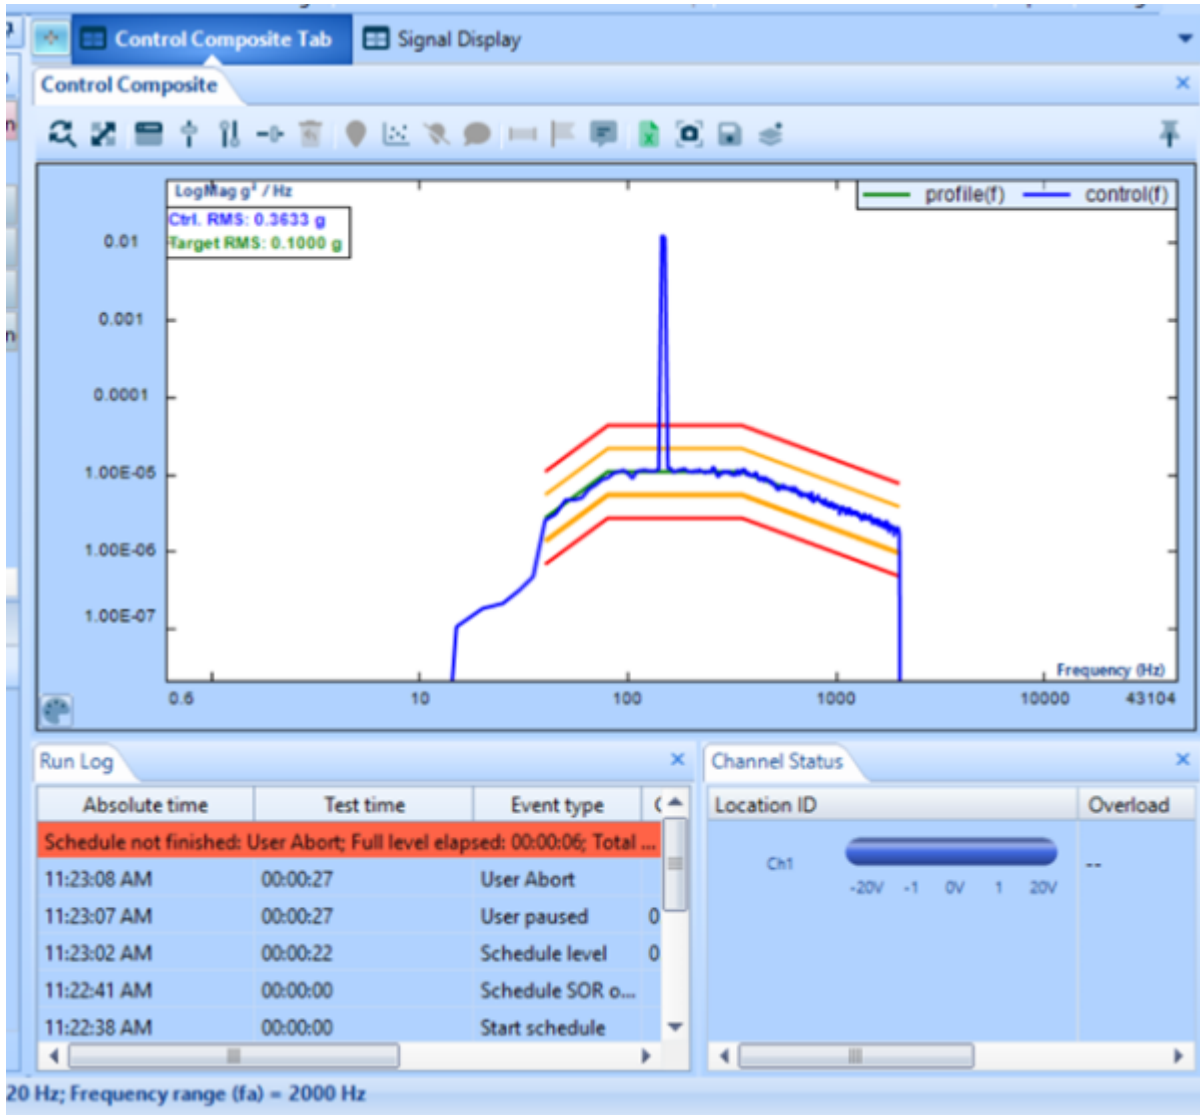 Control Composite Tab Signal Display
Control Composite
LogMag g² / Hz
profile(f) control(f)
Ctrl. RMS: 0.3633 g
Target RMS: 0.1000 g
0.01
0.001
0.0001
1.00E-05
1.00E-06
1.00E-07
Frequency (Hz)
0.6 10 100 1000 10000 43104
Run Log
Absolute time Test time Event type
Schedule not finished: User Abort; Full level elapsed: 00:00:06; Total ...
11:23:08 AM 00:00:27 User Abort
11:23:07 AM 00:00:27 User paused 0
11:23:02 AM 00:00:22 Schedule level 0
11:22:41 AM 00:00:00 Schedule SOR o...
11:22:38 AM 00:00:00 Start schedule
Channel Status
Location ID Overload
Ch1 --
-20V -1 0V 1 20V
20 Hz; Frequency range (fa) = 2000 Hz